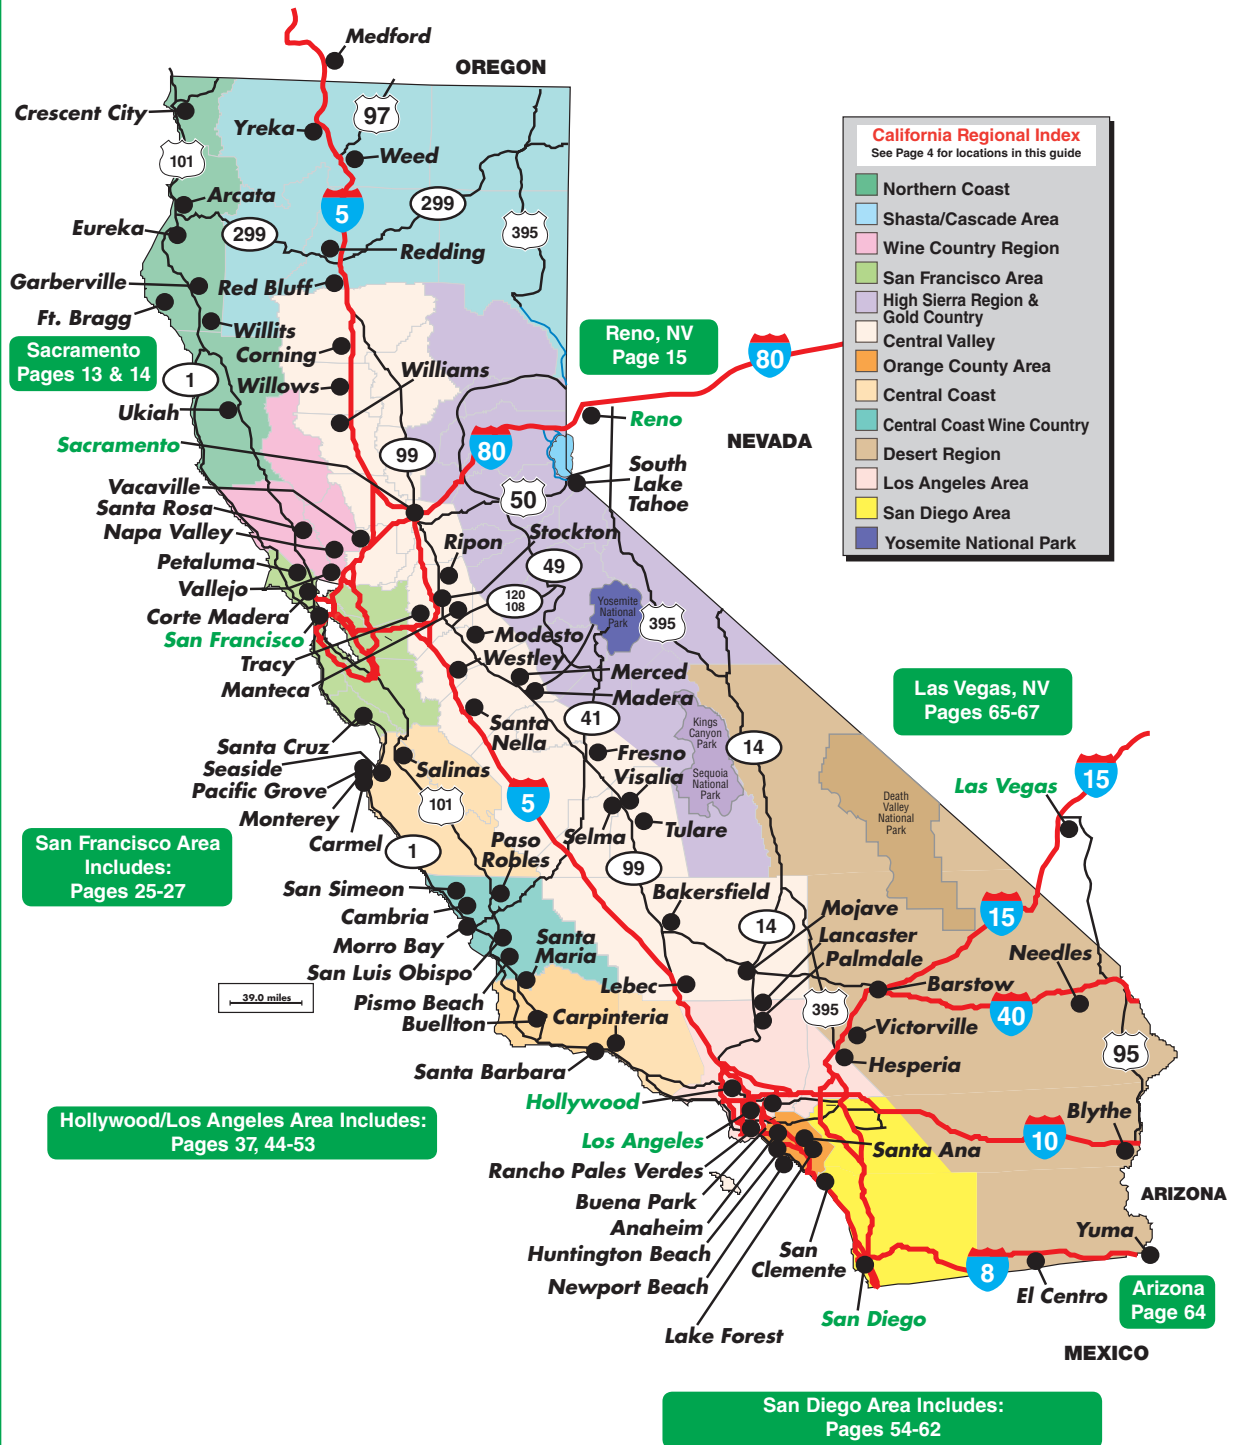 Medford
OREGON
Crescent City
97
Yreka
101
Weed
California Regional Index
See Page 4 for locations in this guide
Northern Coast
Shasta/Cascade Area
Wine Country Region
San Francisco Area
High Sierra Region &
Gold Country
Central Valley
Orange County Area
Central Coast
Central Coast Wine Country
Desert Region
Los Angeles Area
San Diego Area
Yosemite National Park
Arcata
5
299
Eureka
299
395
Redding
Garberville
Red Bluff
Ft. Bragg
Willits
Sacramento
Pages 13 & 14
Corning
Reno, NV
Page 15
80
1
Willows
Williams
Ukiah
Reno
Sacramento
99
80
NEVADA
South
Lake
Tahoe
Vacaville
50
Santa Rosa
Napa Valley
Stockton
Ripon
Petaluma
49
Vallejo
120
108
Yosemite
National
Park
395
Corte Madera
San Francisco
Modesto
Tracy
Westley
Merced
Manteca
Madera
Las Vegas, NV
Pages 65-67
41
Santa
Nella
Kings
Canyon
Park
14
Santa Cruz
Fresno
Seaside
Salinas
Visalia
Sequoia
National
Park
15
Pacific Grove
101
5
Las Vegas
Monterey
Death
Valley
National
Park
Carmel
Selma
Tulare
San Francisco Area
Includes:
Pages 25-27
1
Paso
Robles
99
San Simeon
Bakersfield
Cambria
14
Mojave
15
Morro Bay
Santa
Maria
Lancaster
Needles
San Luis Obispo
Palmdale
39.0 miles
Pismo Beach
Lebec
Barstow
Buellton
Carpinteria
395
40
Victorville
95
Santa Barbara
Hesperia
Hollywood
Blythe
Hollywood/Los Angeles Area Includes:
Pages 37, 44-53
Los Angeles
10
Santa Ana
Rancho Pales Verdes
Buena Park
ARIZONA
Anaheim
Yuma
Huntington Beach
San
Clemente
Newport Beach
8
El Centro
Arizona
Page 64
San Diego
Lake Forest
MEXICO
San Diego Area Includes:
Pages 54-62